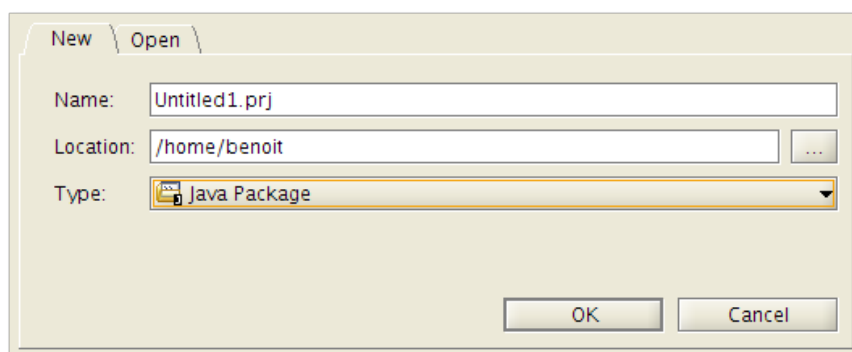 New Open
Name: Untitled1.prj
Location: /home/benoit ...
Type: Java Package
OK Cancel